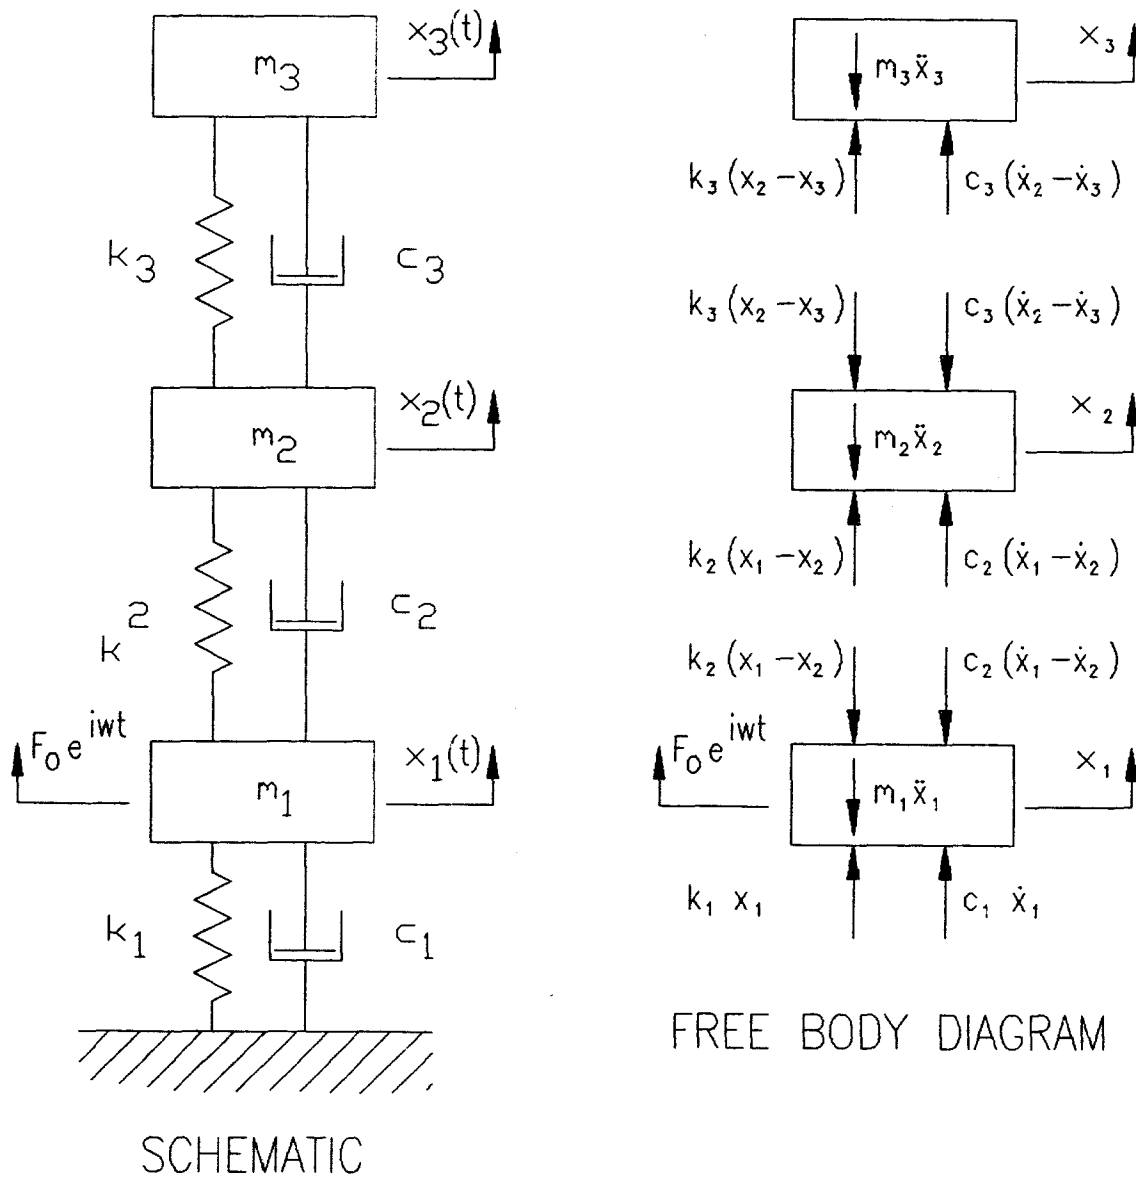 x₃(t)
m₃
k₃
c₃
x₂(t)
m₂
k²
c₂
F₀e^iwt
x₁(t)
m₁
k₁
c₁
SCHEMATIC
x₃
m₃ẍ₃
k₃(x₂-x₃)
c₃(ẋ₂-ẋ₃)
k₃(x₂-x₃)
c₃(ẋ₂-ẋ₃)
x₂
m₂ẍ₂
k₂(x₁-x₂)
c₂(ẋ₁-ẋ₂)
k₂(x₁-x₂)
c₂(ẋ₁-ẋ₂)
F₀e^iwt
x₁
m₁ẍ₁
k₁ x₁
c₁ ẋ₁
FREE BODY DIAGRAM